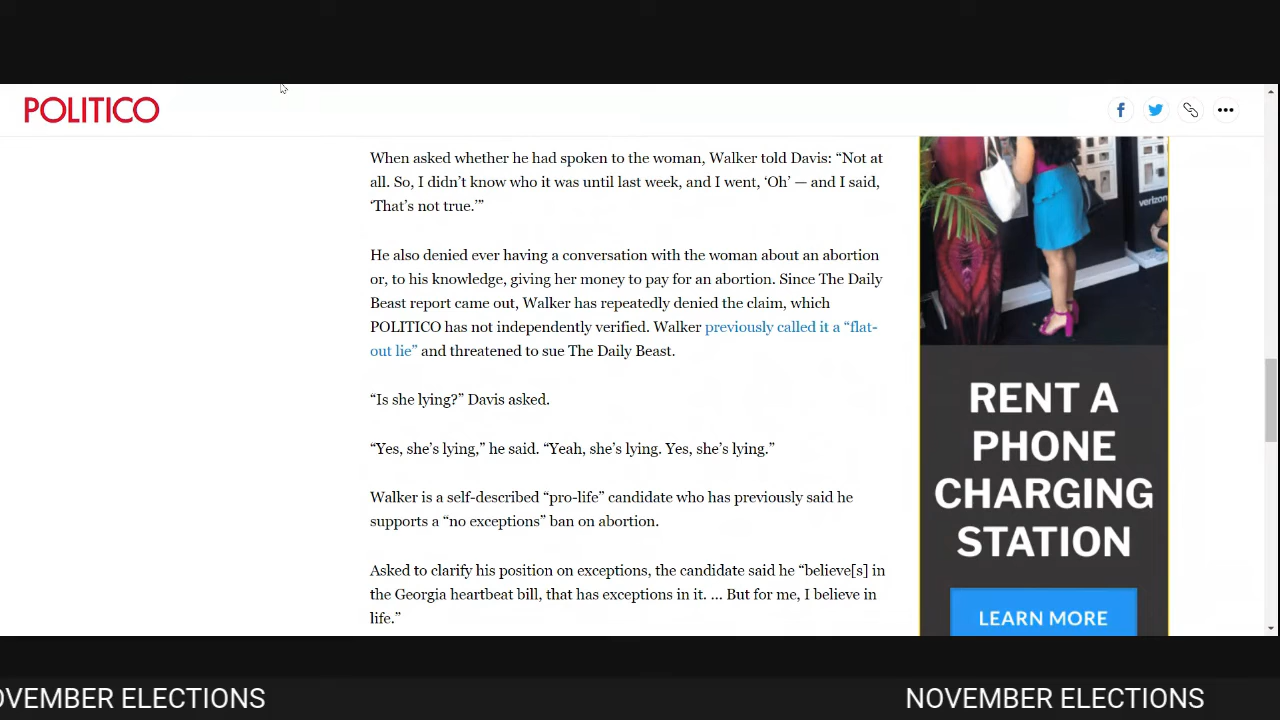 POLITICO
When asked whether he had spoken to the woman, Walker told Davis: “Not at
all. So, I didn’t know who it was until last week, and I went, ‘Oh’ — and I said,
‘That’s not true.’”
He also denied ever having a conversation with the woman about an abortion
or, to his knowledge, giving her money to pay for an abortion. Since The Daily
Beast report came out, Walker has repeatedly denied the claim, which
POLITICO has not independently verified. Walker previously called it a “flat-
out lie” and threatened to sue The Daily Beast.
“Is she lying?” Davis asked.
“Yes, she’s lying,” he said. “Yeah, she’s lying. Yes, she’s lying.”
Walker is a self-described “pro-life” candidate who has previously said he
supports a “no exceptions” ban on abortion.
Asked to clarify his position on exceptions, the candidate said he “believe[s] in
the Georgia heartbeat bill, that has exceptions in it. … But for me, I believe in
life.”
verizon
RENT A
PHONE
CHARGING
STATION
LEARN MORE
OVEMBER ELECTIONS
NOVEMBER ELECTIONS